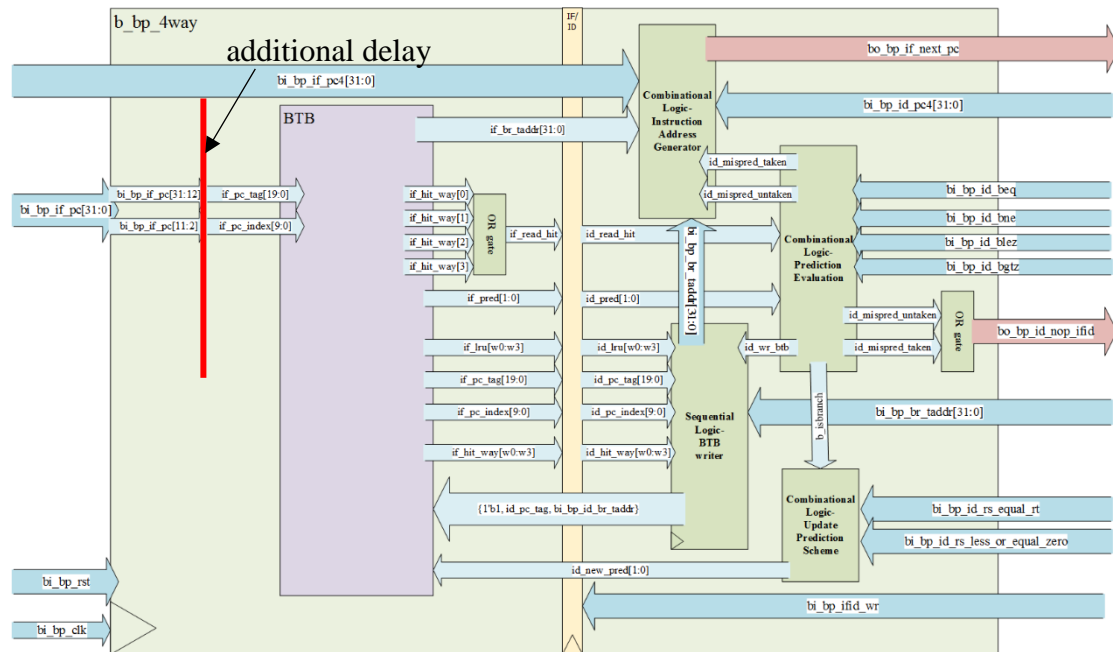 b_bp_4way
IF/
ID
additional delay
bo_bp_if_next_pc
bi_bp_if_pc4[31:0]
Combinational
Logic-
Instruction
Address
Generator
bi_bp_id_pc4[31:0]
BTB
if_br_taddr[31:0]
id_mispred_taken
id_mispred_untaken
bi_bp_if_pc[31:0]
bi_bp_if_pc[31:12]
if_pc_tag[19:0]
bi_bp_if_pc[11:2]
if_pc_index[9:0]
if_hit_way[0]
if_hit_way[1]
if_hit_way[2]
if_hit_way[3]
OR gate
if_read_hit
id_read_hit
bi_bp_br_taddr[31:0]
Combinational
Logic-
Prediction
Evaluation
bi_bp_id_beq
bi_bp_id_bne
bi_bp_id_blez
bi_bp_id_bgtz
if_pred[1:0]
id_pred[1:0]
id_mispred_untaken
id_mispred_taken
OR gate
bo_bp_id_nop_ifid
if_lru[w0:w3]
id_lru[w0:w3]
id_wr_btb
if_pc_tag[19:0]
id_pc_tag[19:0]
if_pc_index[9:0]
id_pc_index[9:0]
Sequential
Logic-
BTB
writer
b_isbranch
bi_bp_br_taddr[31:0]
if_hit_way[w0:w3]
id_hit_way[w0:w3]
{1'b1, id_pc_tag, bi_bp_id_br_taddr}
Combinational
Logic-
Update
Prediction
Scheme
bi_bp_id_rs_equal_rt
bi_bp_id_rs_less_or_equal_zero
id_new_pred[1:0]
bi_bp_rst
bi_bp_ifid_wr
bi_bp_clk